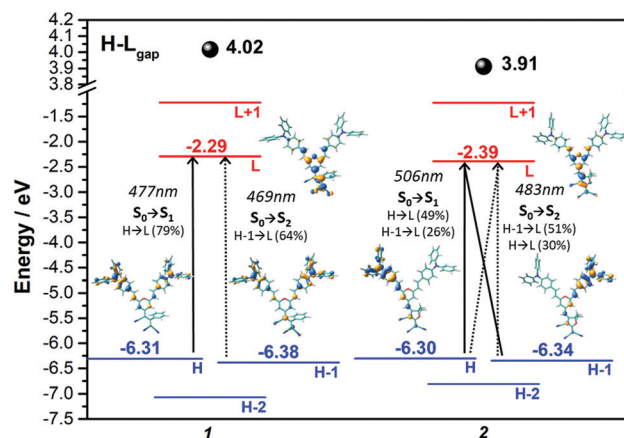 H-Lgap
4.02
3.91
4.2
4.1
4.0
3.9
3.8
-1.5
-2.0
-2.5
-3.0
-3.5
-4.0
-4.5
-5.0
-5.5
-6.0
-6.5
-7.0
-7.5
Energy / eV
L+1
-2.29
L
477nm
S0→S1
H→L (79%)
469nm
S0→S2
H-1→L (64%)
-6.31
H
-6.38
H-1
H-2
1
L+1
-2.39
L
506nm
S0→S1
H→L (49%)
H-1→L (26%)
483nm
S0→S2
H-1→L (51%)
H→L (30%)
-6.30
H
-6.34
H-1
H-2
2